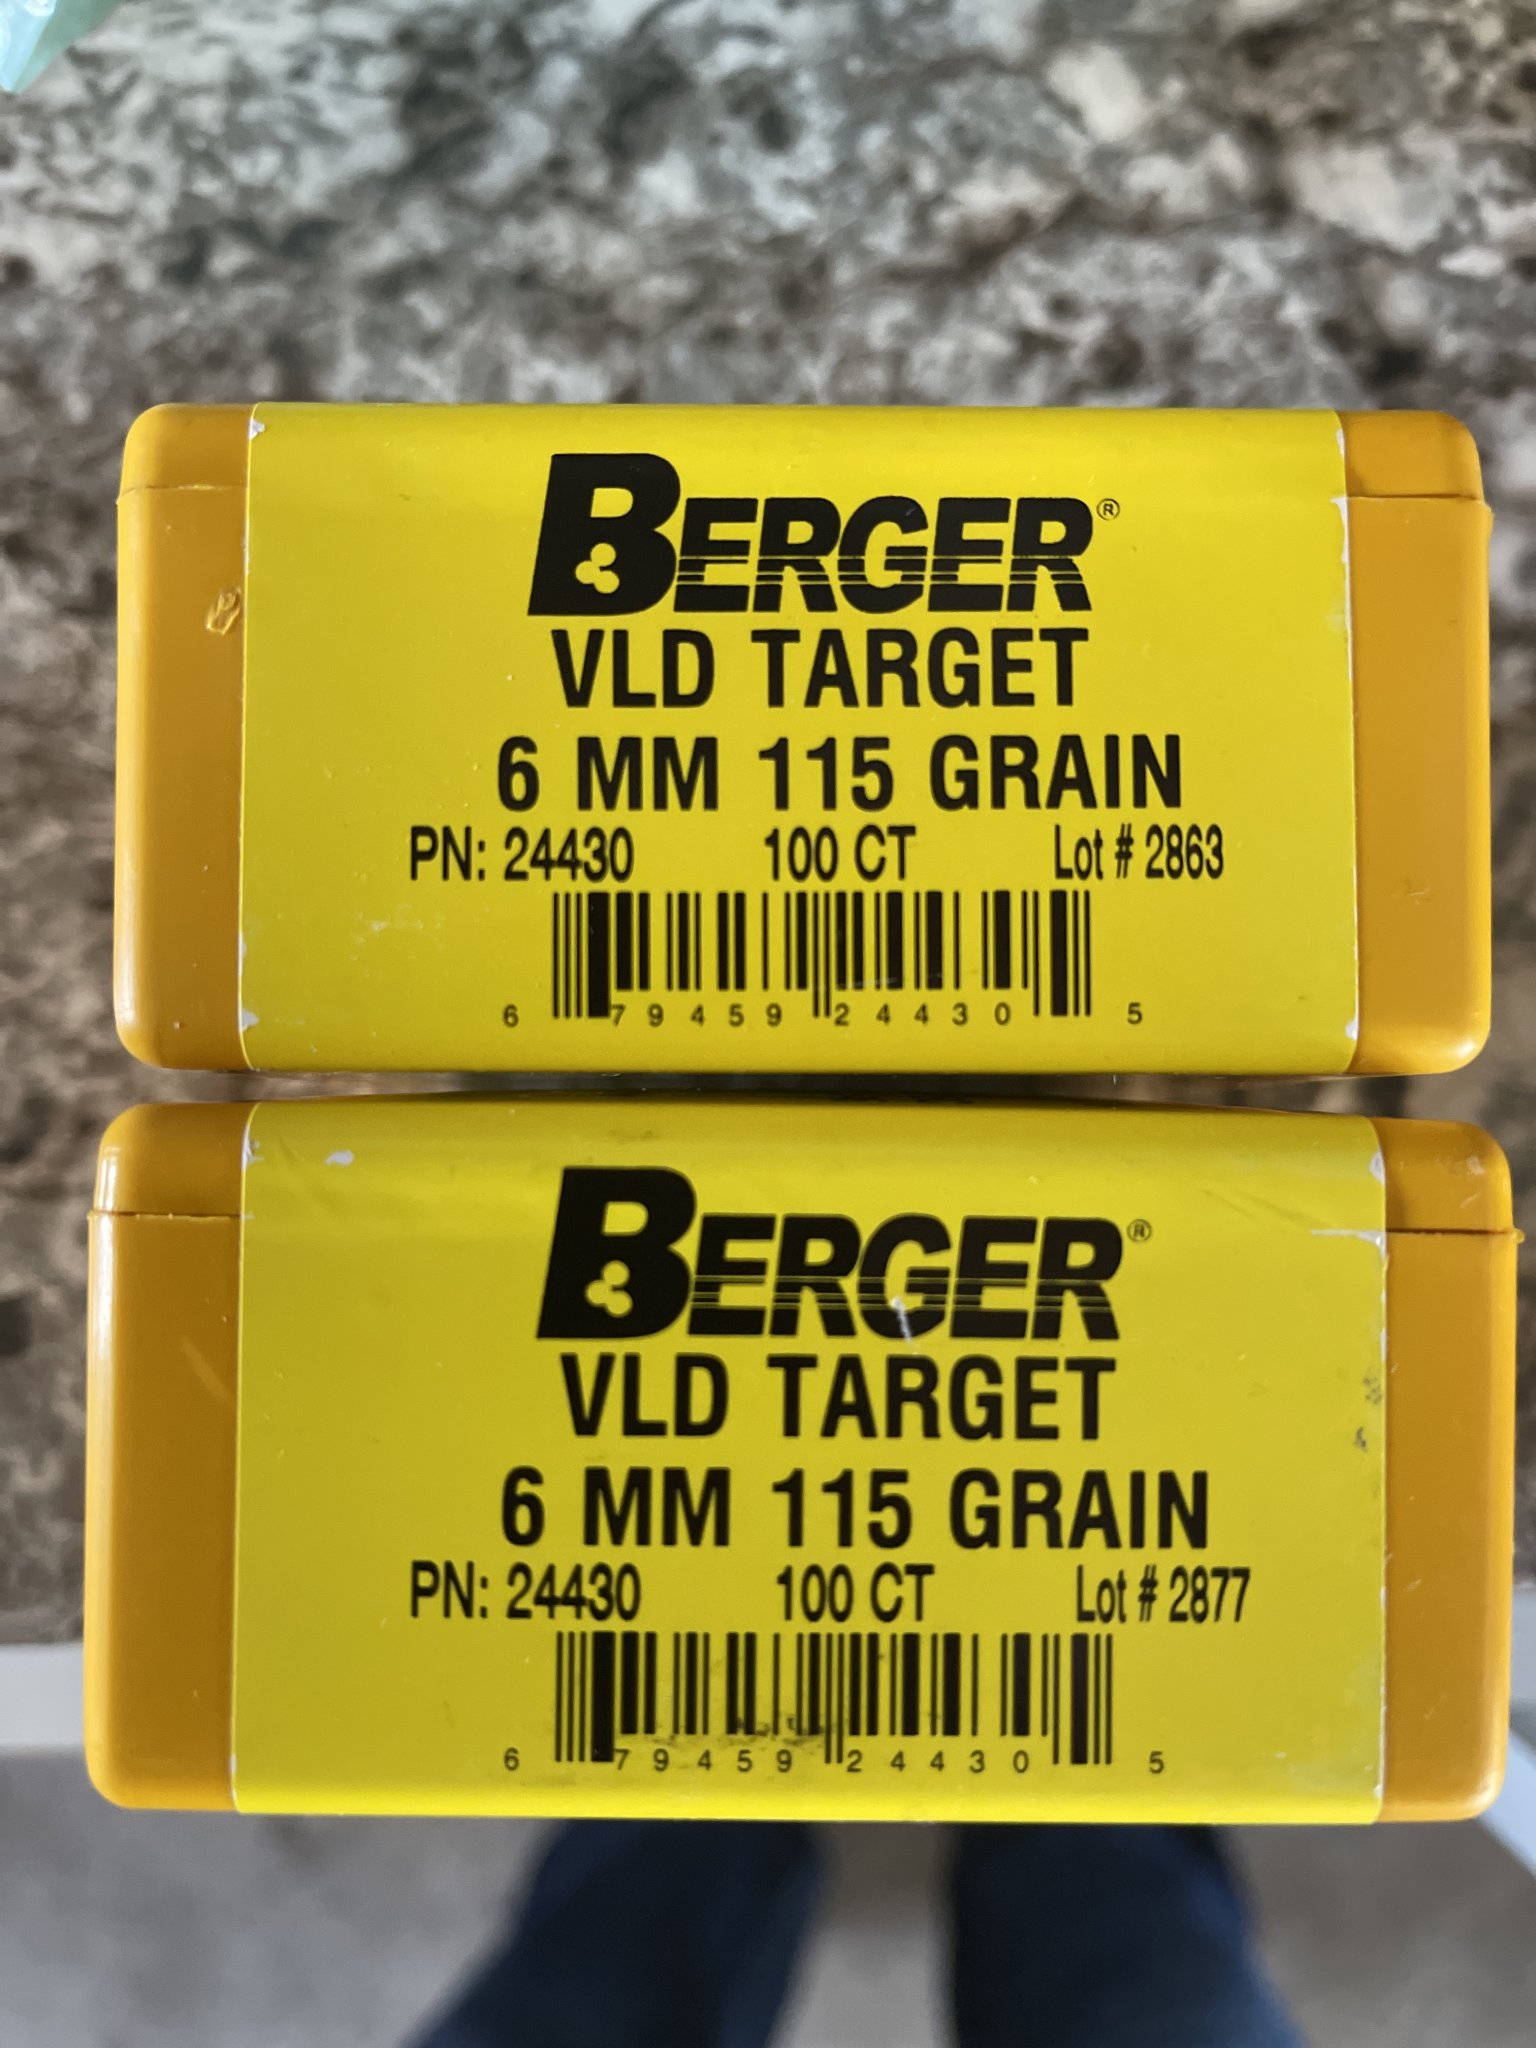 BERGER®
VLD TARGET
6 MM 115 GRAIN
PN: 24430 100 CT Lot # 2863
6 79459 24430 5
BERGER®
VLD TARGET
6 MM 115 GRAIN
PN: 24430 100 CT Lot # 2877
6 79459 24430 5